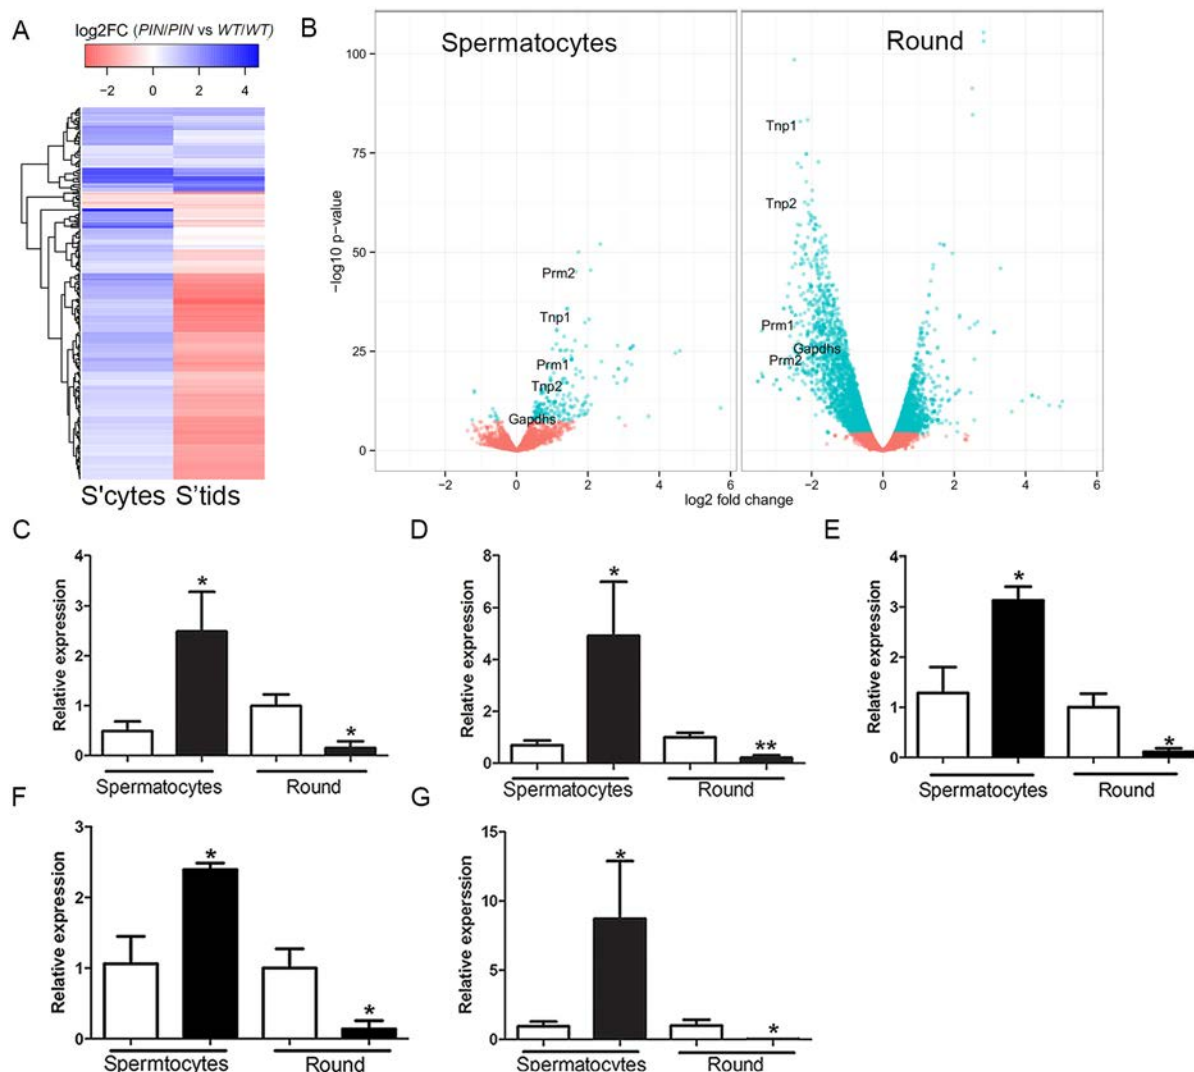 A
log2FC (PIN/PIN vs WT/WT)
−2 0 2 4
S'cytes S'tids
B
Spermatocytes
Round
−log10 p−value
100
75
50
25
0
Prm2
Tnp1
Prm1
Tnp2
Gapdhs
Tnp1
Tnp2
Prm1
Gapdhs
Prm2
−4 −2 0 2 4 6
−4 −2 0 2 4 6
log2 fold change
C
Relative expression
4
3
2
1
0
*
*
Spermatocytes
Round
D
Relative expression
8
6
4
2
0
*
**
Spermatocytes
Round
E
Relative expression
4
3
2
1
0
*
*
Spermatocytes
Round
F
Relative expression
3
2
1
0
*
*
Spermtocytes
Round
G
Relative experssion
15
10
5
0
*
*
Spermatocytes
Round